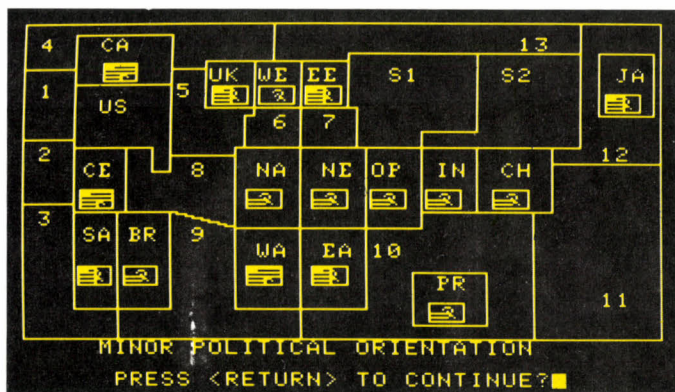 4 CA 13
UK WE EE S1 S2 JA
1 US 5
6 7
2 CE 8 NA NE OP IN CH 12
3 SA BR 9 WA EA 10
PR 11
MINOR POLITICAL ORIENTATION
PRESS <RETURN> TO CONTINUE?